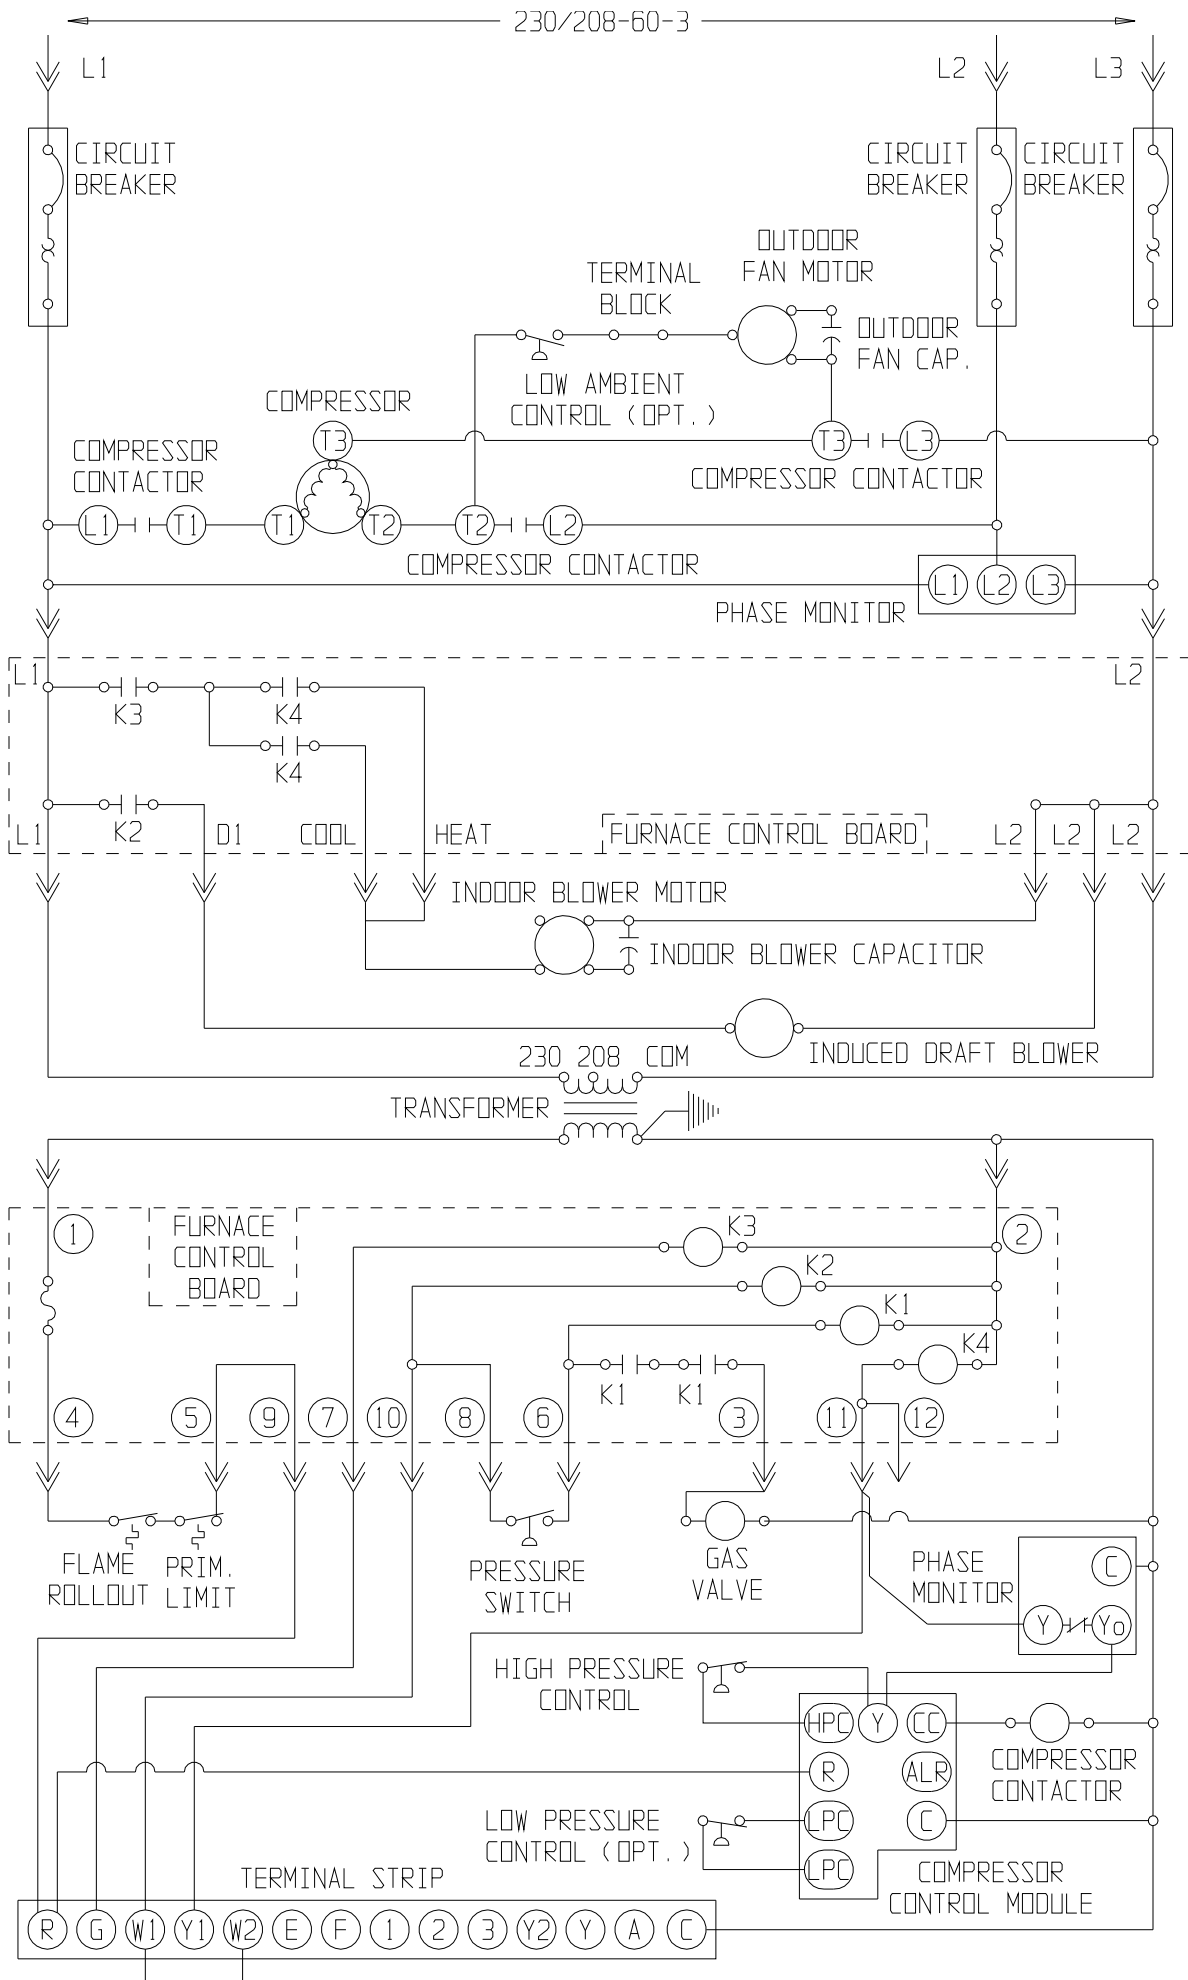 230/208-60-3
L1
L2
L3
CIRCUIT
BREAKER
CIRCUIT
BREAKER
CIRCUIT
BREAKER
OUTDOOR
FAN MOTOR
TERMINAL
BLOCK
OUTDOOR
FAN CAP.
LOW AMBIENT
CONTROL (OPT.)
COMPRESSOR
T3
T3
L3
COMPRESSOR
CONTACTOR
COMPRESSOR CONTACTOR
L1
T1
T1
T2
T2
L2
COMPRESSOR CONTACTOR
L1
L2
L3
PHASE MONITOR
L1
L2
K3
K4
K4
K2
L1
D1
COOL
HEAT
FURNACE CONTROL BOARD
L2
L2
L2
INDOOR BLOWER MOTOR
INDOOR BLOWER CAPACITOR
INDUCED DRAFT BLOWER
230 208 COM
TRANSFORMER
1
FURNACE
CONTROL
BOARD
K3
2
K2
K1
K4
K1
K1
4
5
9
7
10
8
6
3
11
12
FLAME
ROLLOUT
PRIM.
LIMIT
PRESSURE
SWITCH
GAS
VALVE
PHASE
MONITOR
C
Y
Yo
HIGH PRESSURE
CONTROL
HPC
Y
CC
COMPRESSOR
CONTACTOR
R
ALR
LOW PRESSURE
CONTROL (OPT.)
LPC
C
LPC
COMPRESSOR
CONTROL MODULE
TERMINAL STRIP
R
G
W1
Y1
W2
E
F
1
2
3
Y2
Y
A
C